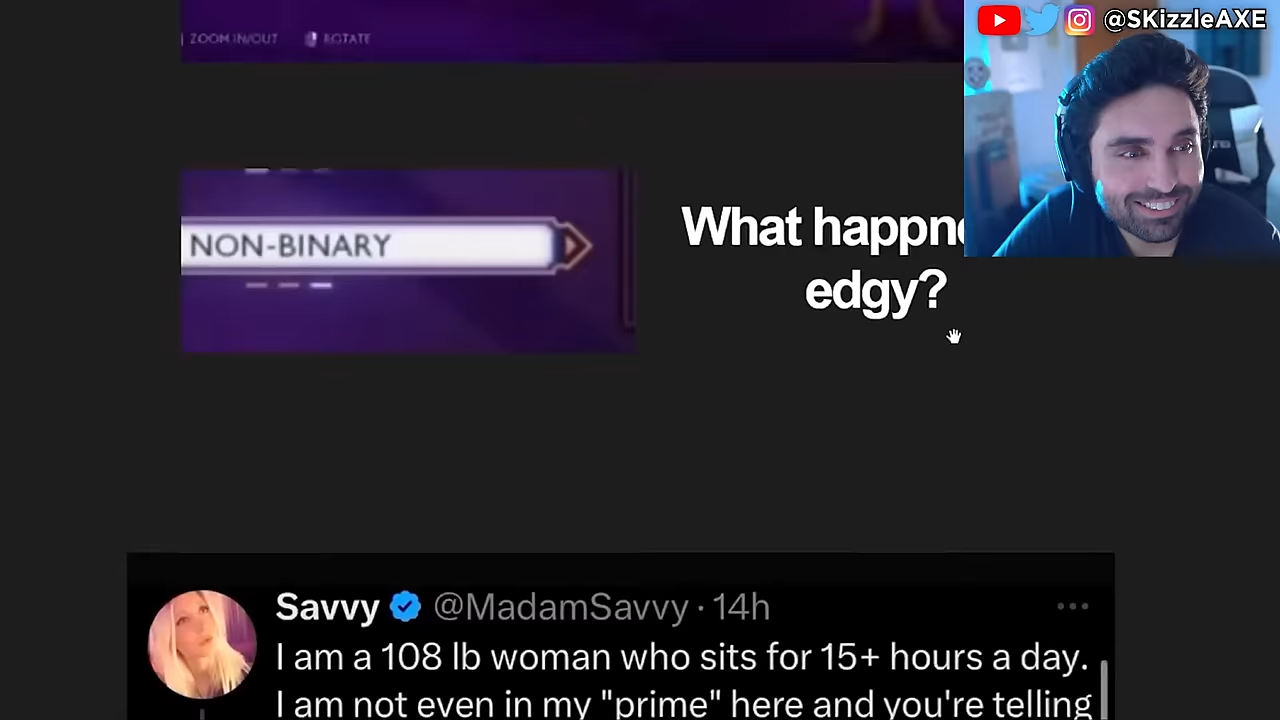 @SKizzleAXE
ZOOM IN/OUT ROTATE
NON-BINARY
What happne
edgy?
Savvy @MadamSavvy · 14h
I am a 108 lb woman who sits for 15+ hours a day.
I am not even in my "prime" here and you're telling